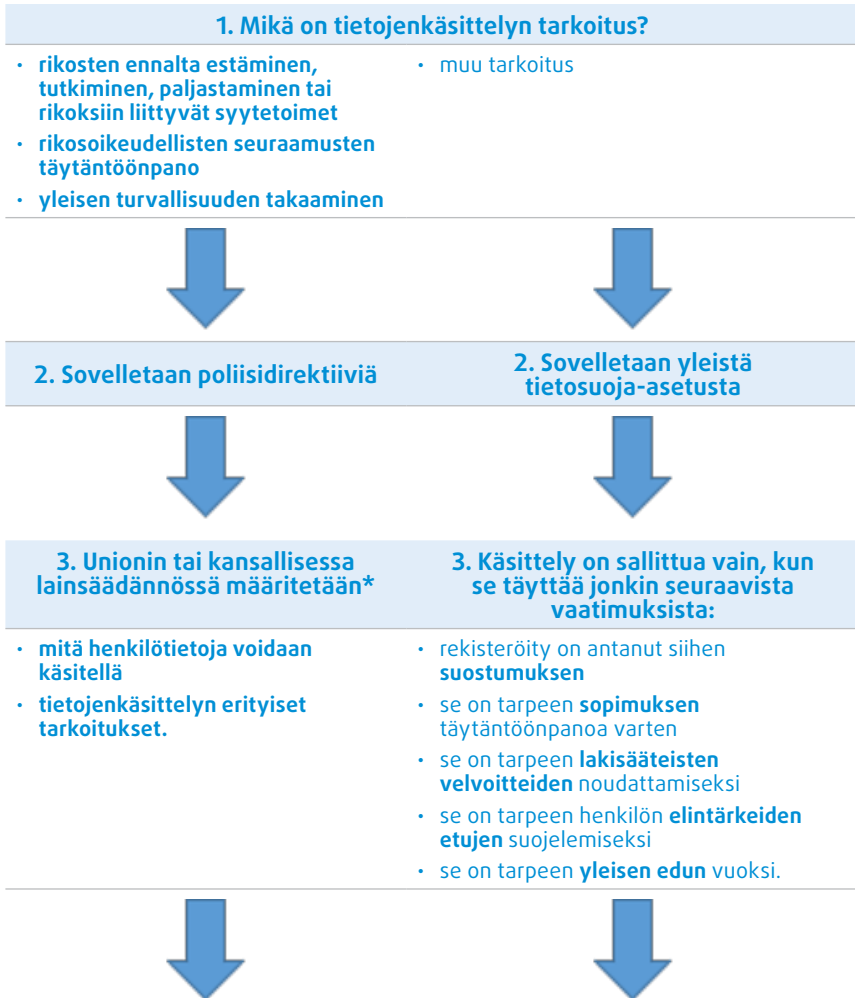 1. Mikä on tietojenkäsittelyn tarkoitus?
• rikosten ennalta estäminen,
tutkiminen, paljastaminen tai
rikoksiin liittyvät syytetoimet
• rikosoikeudellisten seuraamusten
täytäntöönpano
• yleisen turvallisuuden takaaminen
• muu tarkoitus
2. Sovelletaan poliisidirektiiviä
2. Sovelletaan yleistä
tietosuoja-asetusta
3. Unionin tai kansallisessa
lainsäädännössä määritetään*
• mitä henkilötietoja voidaan
käsitellä
• tietojenkäsittelyn erityiset
tarkoitukset.
3. Käsittely on sallittua vain, kun
se täyttää jonkin seuraavista
vaatimuksista:
• rekisteröity on antanut siihen
suostumuksen
• se on tarpeen sopimuksen
täytäntöönpanoa varten
• se on tarpeen lakisääteisten
velvoitteiden noudattamiseksi
• se on tarpeen henkilön elintärkeiden
etujen suojelemiseksi
• se on tarpeen yleisen edun vuoksi.